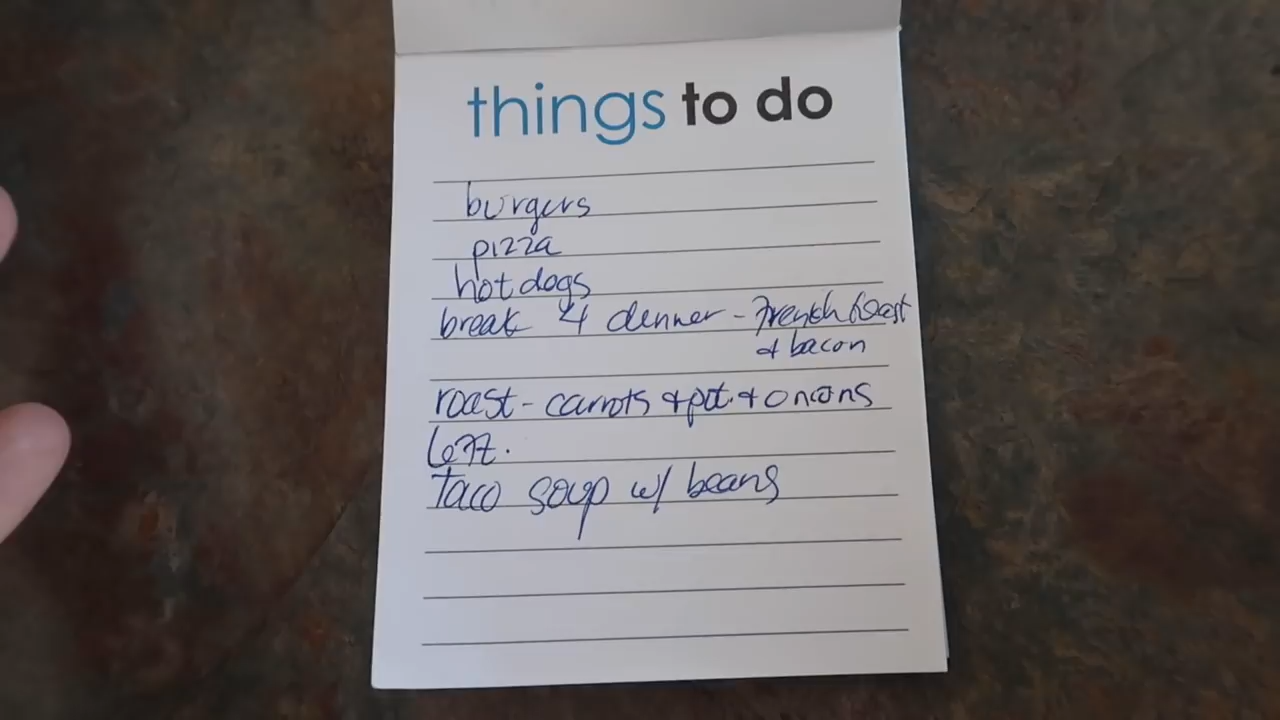 things to do
burgers
pizza
hot dogs
break 4 dinner - French toast
& bacon
roast - carrots & pot. & onions
left.
Taco soup w/ beans